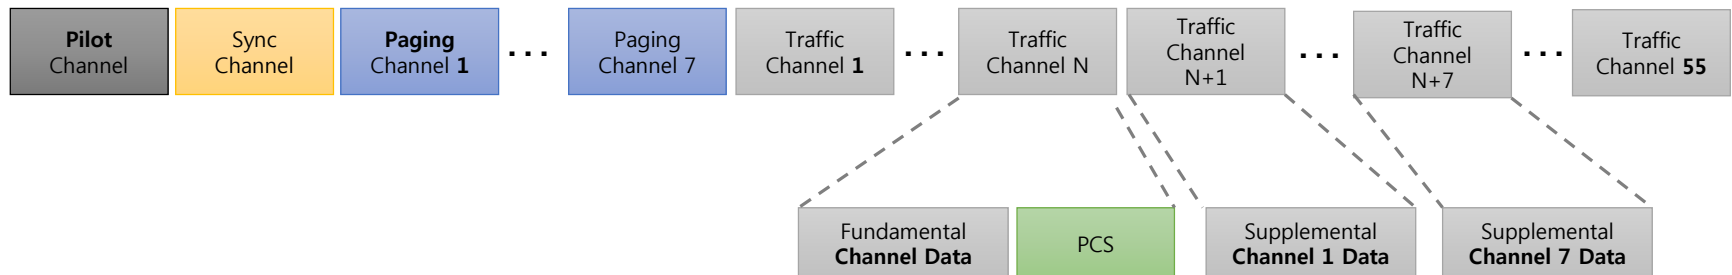 Pilot
Channel
Sync
Channel
Paging
Channel 1
...
Paging
Channel 7
Traffic
Channel 1
...
Traffic
Channel N
Traffic
Channel
N+1
...
Traffic
Channel
N+7
...
Traffic
Channel 55
Fundamental
Channel Data
PCS
Supplemental
Channel 1 Data
Supplemental
Channel 7 Data